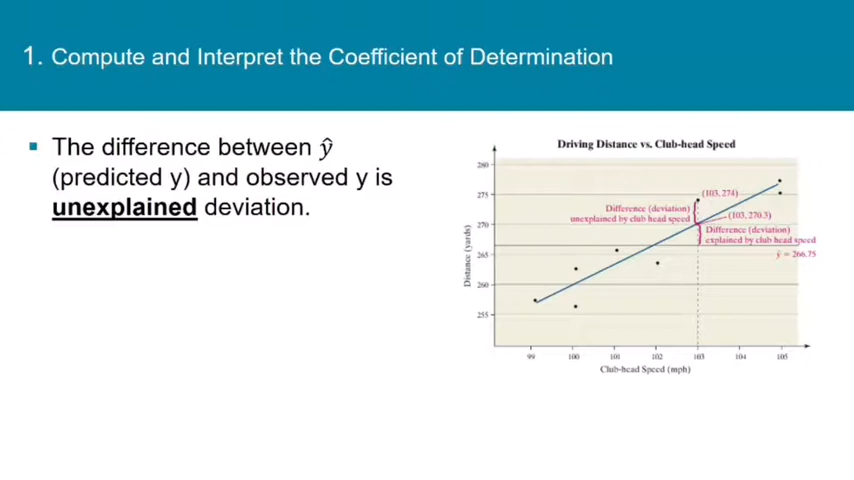 1. Compute and Interpret the Coefficient of Determination
▪ The difference between ŷ
(predicted y) and observed y is
unexplained deviation.
Driving Distance vs. Club-head Speed
280
275
270
265
260
255
Distance (yards)
(103, 274)
Difference (deviation)
unexplained by club head speed
(103, 270.3)
Difference (deviation)
explained by club head speed
ȳ = 266.75
99 100 101 102 103 104 105
Club-head Speed (mph)